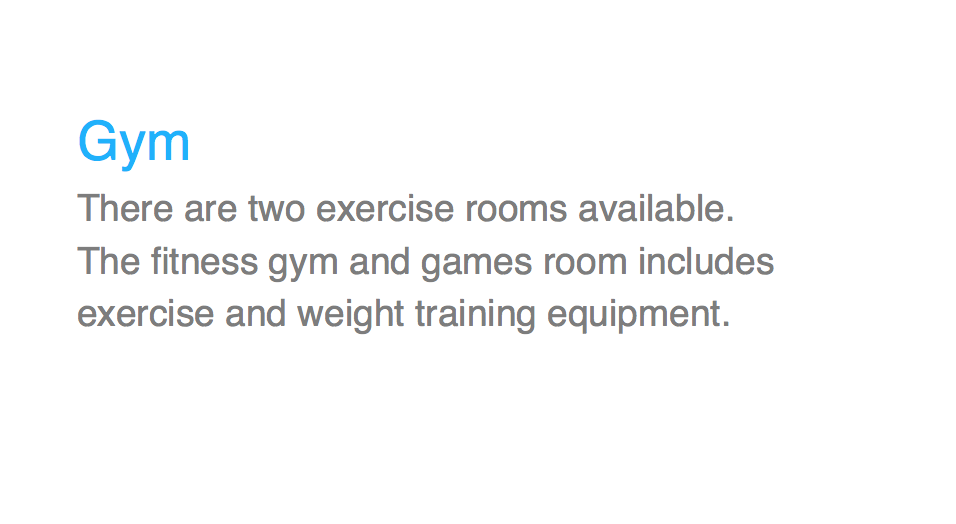 Gym
There are two exercise rooms available.
The fitness gym and games room includes
exercise and weight training equipment.